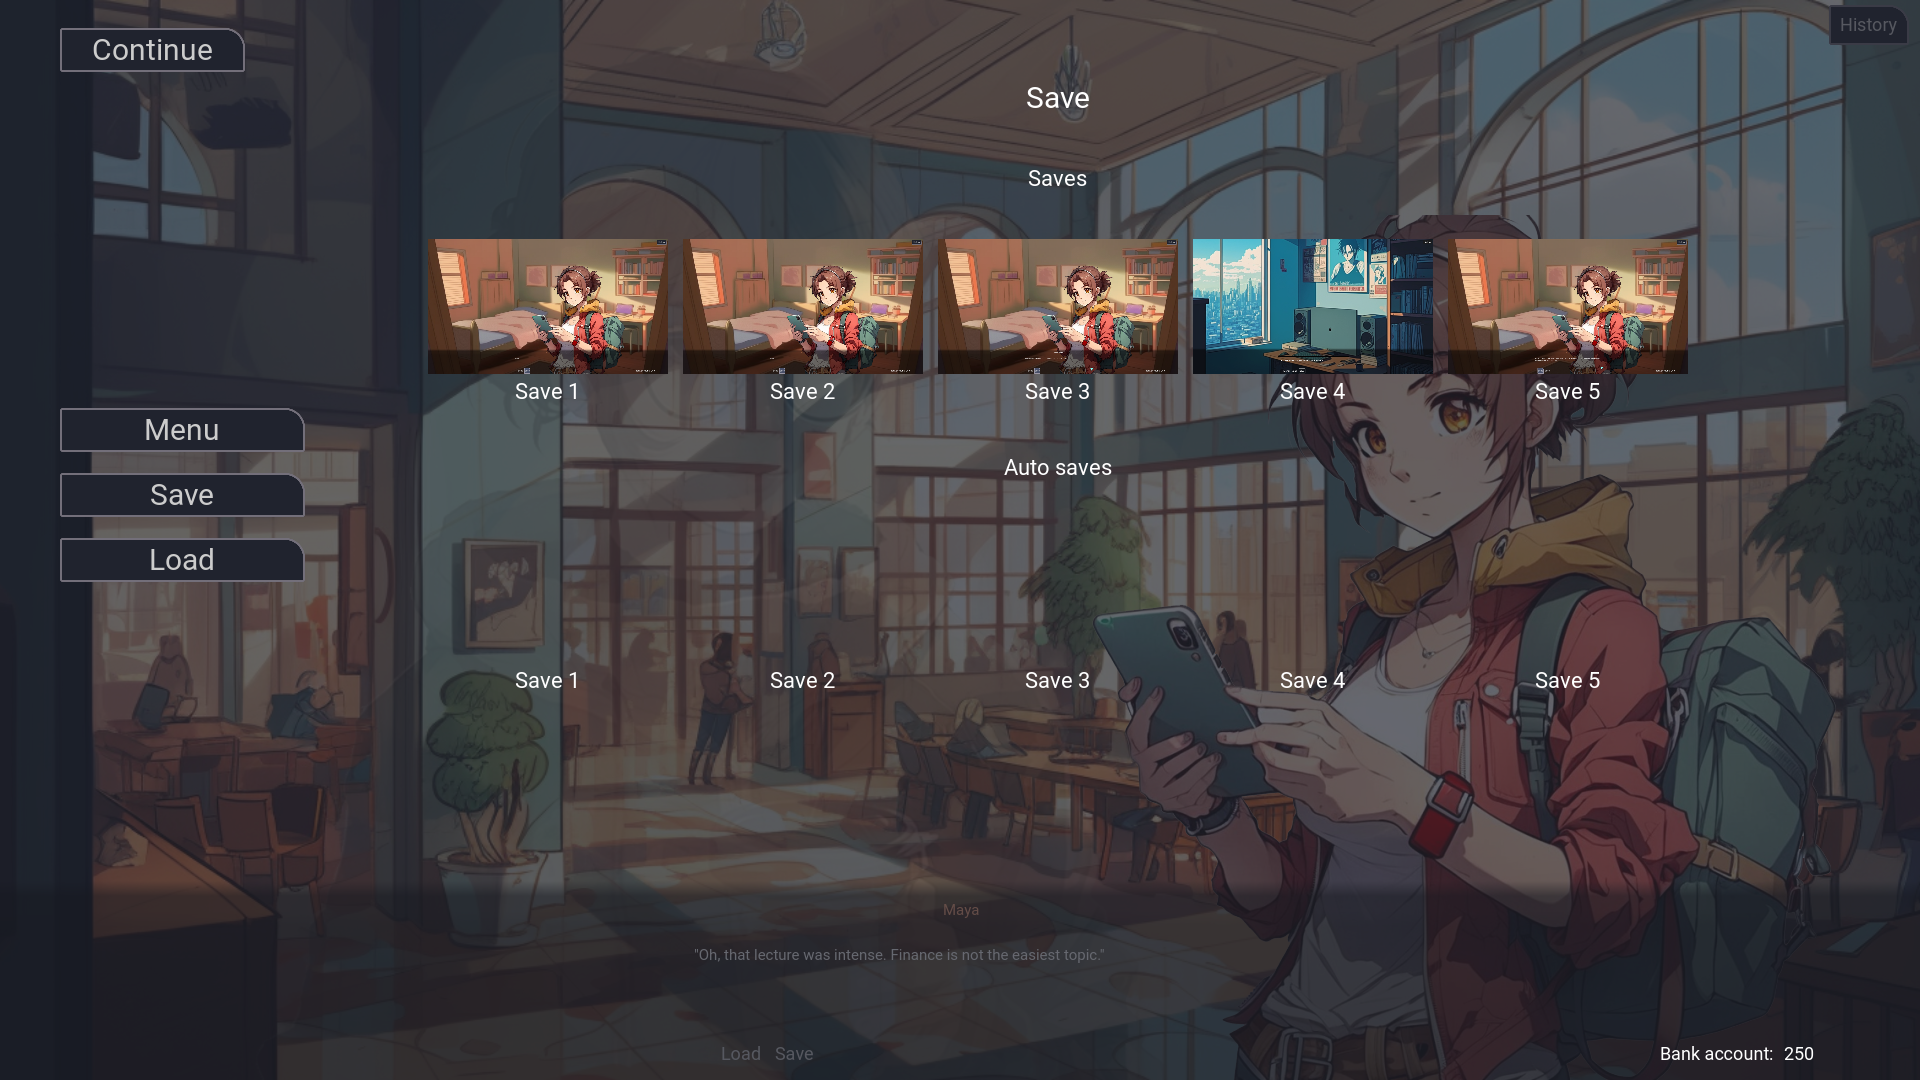 Continue
History
Save
Saves
Save 1
Save 2
Save 3
Save 4
Save 5
Menu
Save
Load
Auto saves
Save 1
Save 2
Save 3
Save 4
Save 5
Maya
"Oh, that lecture was intense. Finance is not the easiest topic."
Load Save
Bank account: 250